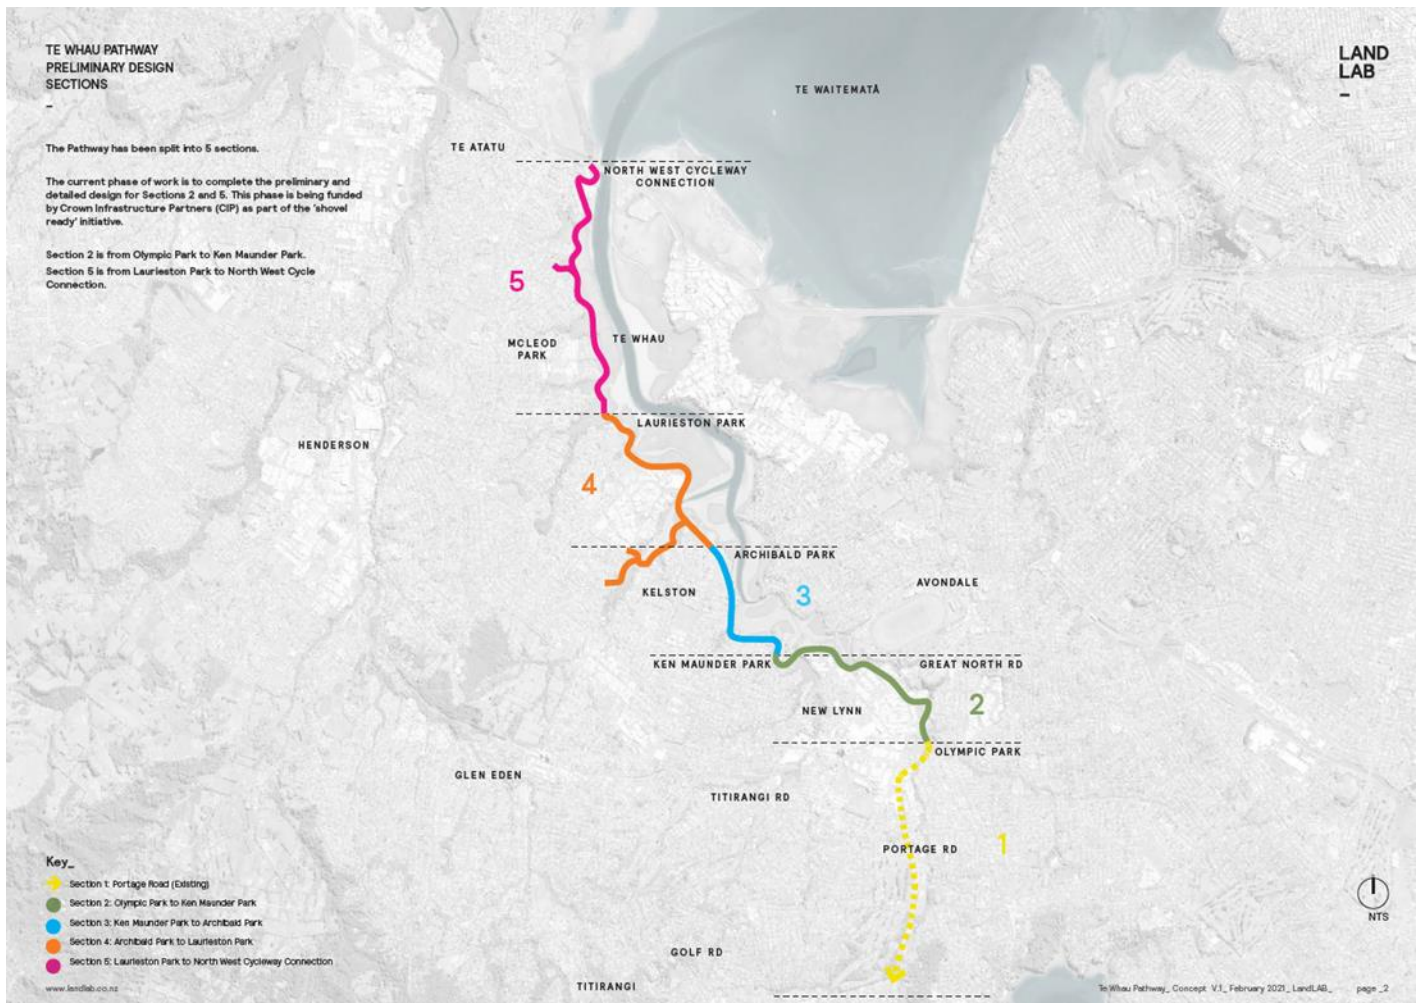 TE WHAU PATHWAY
PRELIMINARY DESIGN
SECTIONS
–
The Pathway has been split into 5 sections.
The current phase of work is to complete the preliminary and
detailed design for Sections 2 and 5. This phase is being funded
by Crown Infrastructure Partners (CIP) as part of the 'shovel
ready' initiative.
Section 2 is from Olympic Park to Ken Maunder Park.
Section 5 is from Laurieston Park to North West Cycle
Connection.
LAND
LAB
–
TE WAITEMATĀ
TE ATATU
NORTH WEST CYCLEWAY
CONNECTION
5
MCLEOD
PARK
TE WHAU
LAURIESTON PARK
HENDERSON
4
ARCHIBALD PARK
KELSTON
3
AVONDALE
KEN MAUNDER PARK
GREAT NORTH RD
NEW LYNN
2
OLYMPIC PARK
GLEN EDEN
TITIRANGI RD
PORTAGE RD
1
GOLF RD
TITIRANGI
Key_
Section 1: Portage Road (Existing)
Section 2: Olympic Park to Ken Maunder Park
Section 3: Ken Maunder Park to Archibald Park
Section 4: Archibald Park to Laurieston Park
Section 5: Laurieston Park to North West Cycleway Connection
NTS
www.landlab.co.nz
Te Whau Pathway_ Concept V.1_ February 2021_ LandLAB_
page _2